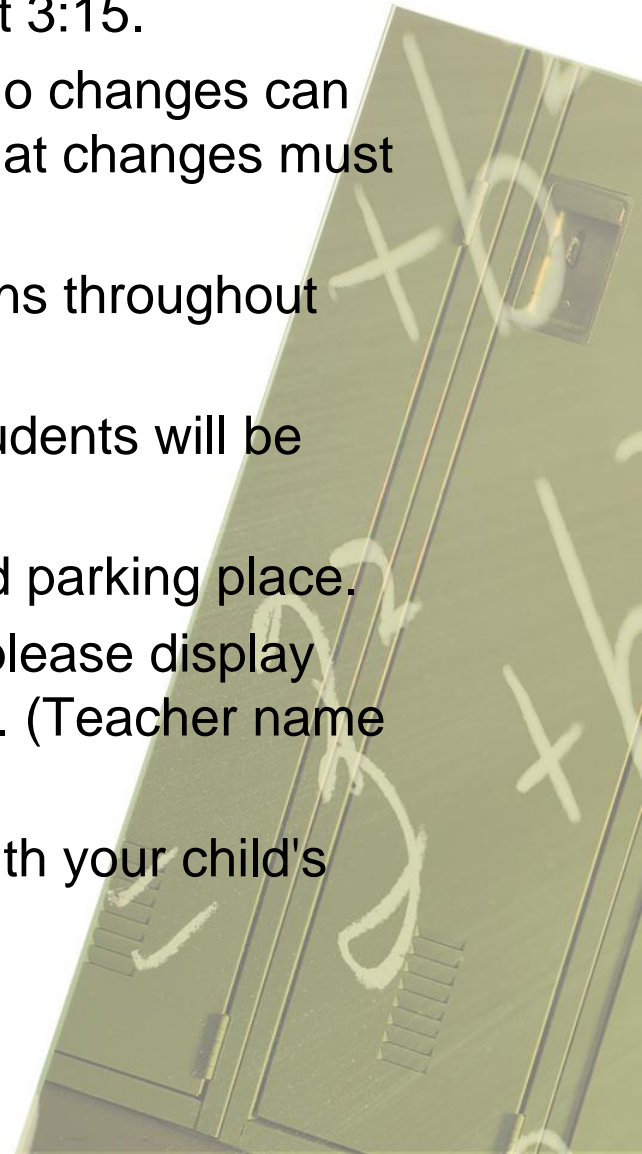 t 3:15.
o changes can
at changes must
ns throughout
udents will be
d parking place.
please display
. (Teacher name
th your child's